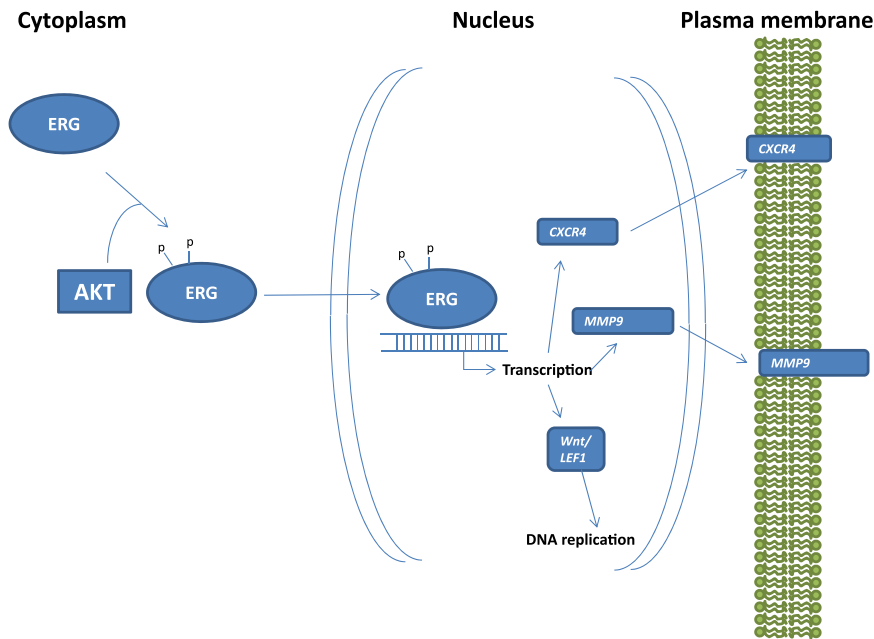 Cytoplasm
Nucleus
Plasma membrane
ERG
CXCR4
p
p
AKT
ERG
CXCR4
p
p
ERG
MMP9
Transcription
MMP9
Wnt/
LEF1
DNA replication